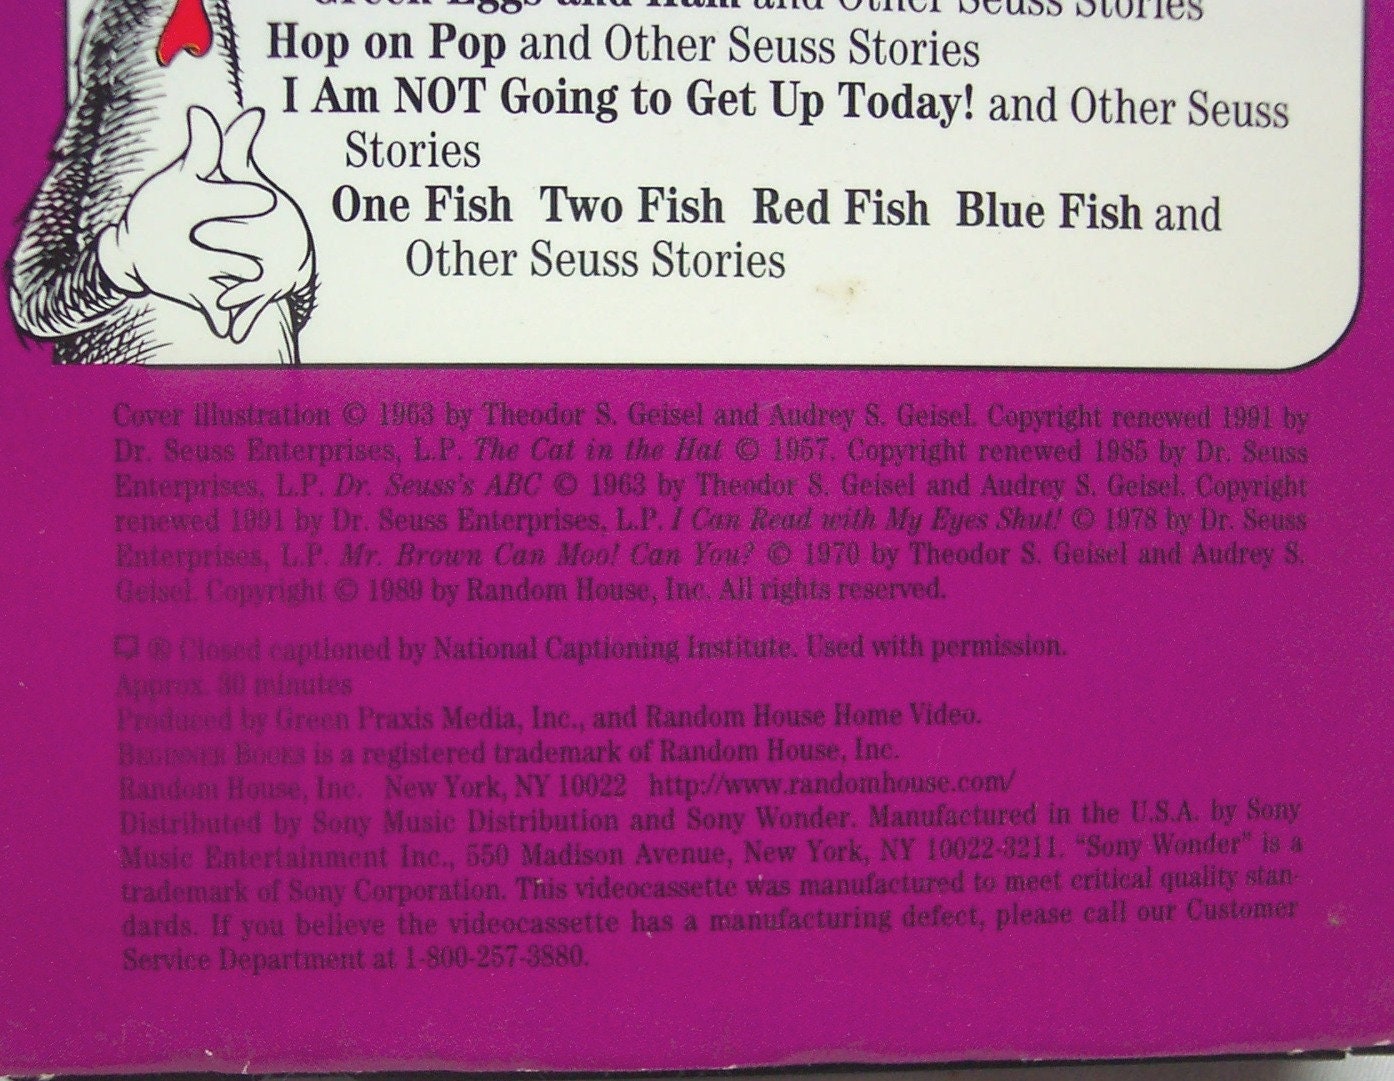 Green Eggs and Ham and Other Seuss Stories
Hop on Pop and Other Seuss Stories
I Am NOT Going to Get Up Today! and Other Seuss
Stories
One Fish Two Fish Red Fish Blue Fish and
Other Seuss Stories
Cover illustration © 1963 by Theodor S. Geisel and Audrey S. Geisel. Copyright renewed 1991 by
Dr. Seuss Enterprises, L.P. The Cat in the Hat © 1957. Copyright renewed 1985 by Dr. Seuss
Enterprises, L.P. Dr. Seuss's ABC © 1963 by Theodor S. Geisel and Audrey S. Geisel. Copyright
renewed 1991 by Dr. Seuss Enterprises, L.P. I Can Read with My Eyes Shut! © 1978 by Dr. Seuss
Enterprises, L.P. Mr. Brown Can Moo! Can You? © 1970 by Theodor S. Geisel and Audrey S.
Geisel. Copyright © 1989 by Random House, Inc. All rights reserved.
® Closed captioned by National Captioning Institute. Used with permission.
Approx. 30 minutes
Produced by Green Praxis Media, Inc., and Random House Home Video.
BEGINNER BOOKS is a registered trademark of Random House, Inc.
Random House, Inc. New York, NY 10022 http://www.randomhouse.com/
Distributed by Sony Music Distribution and Sony Wonder. Manufactured in the U.S.A. by Sony
Music Entertainment Inc., 550 Madison Avenue, New York, NY 10022-3211. "Sony Wonder" is a
trademark of Sony Corporation. This videocassette was manufactured to meet critical quality stan-
dards. If you believe the videocassette has a manufacturing defect, please call our Customer
Service Department at 1-800-257-3880.